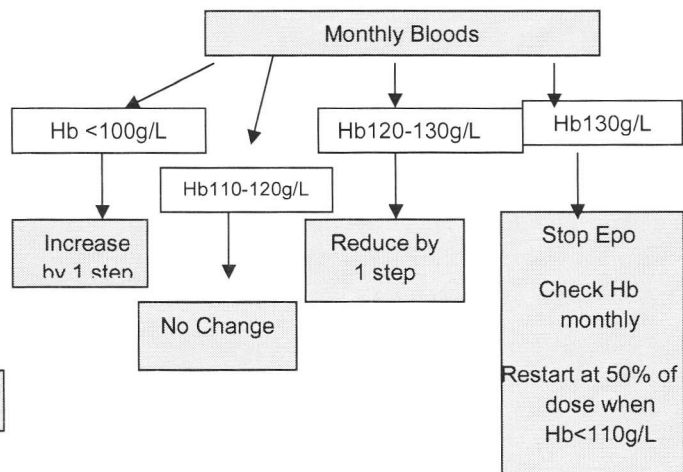 Monthly Bloods
Hb <100g/L
Hb110-120g/L
Hb120-130g/L
Hb130g/L
Increase
by 1 step
No Change
Reduce by
1 step
Stop Epo
Check Hb
monthly
Restart at 50% of
dose when
Hb<110g/L